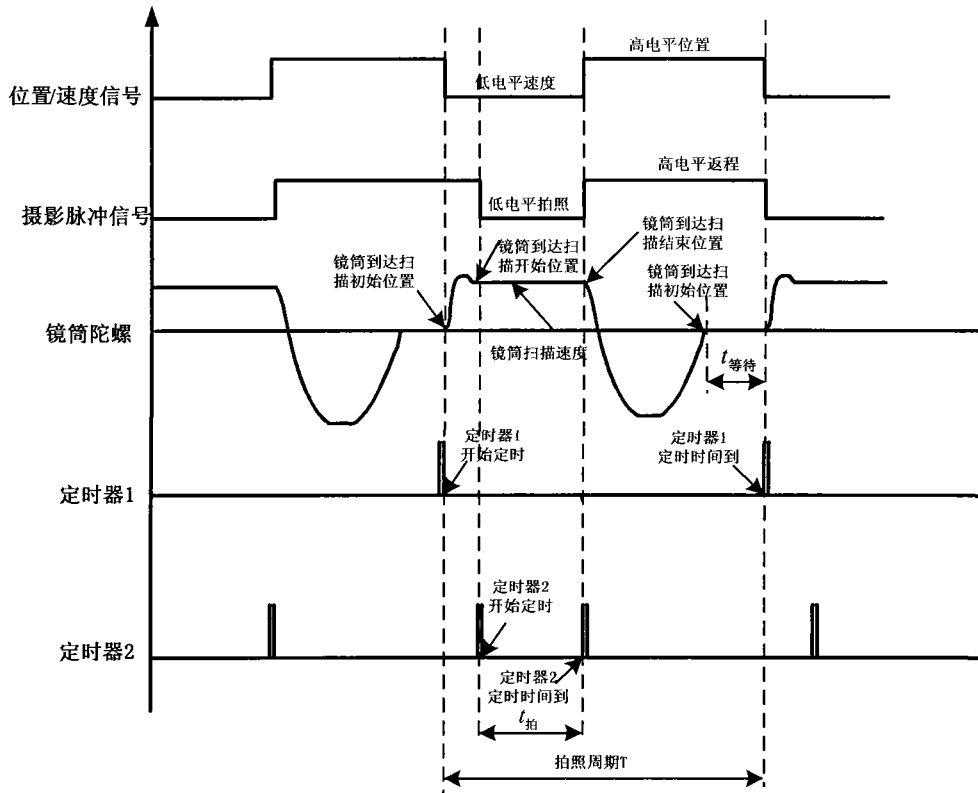 高电平位置
位置/速度信号
低电平速度
高电平返程
摄影脉冲信号
低电平拍照
镜筒到达扫
描初始位置
镜筒到达扫
描开始位置
镜筒到达扫
描结束位置
镜筒到达扫
描初始位置
镜筒陀螺
镜筒扫描速度
t等待
定时器1
开始定时
定时器1
定时时间到
定时器1
定时器2
开始定时
定时器2
定时器2
定时时间到
t拍
拍照周期T